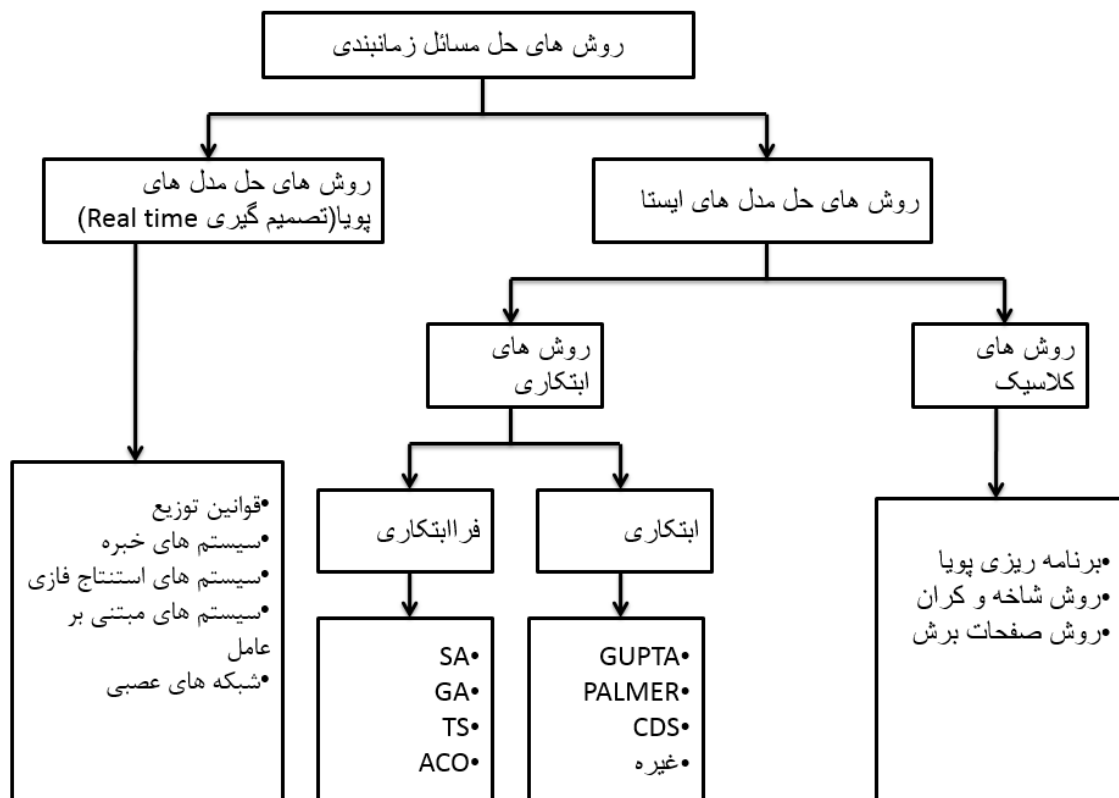 روش های حل مسائل زمانبندی
روش های حل مدل های ایستا
روش های حل مدل های
پویا(تصمیم گیری Real time)
روش های
کلاسیک
روش های
ابتکاری
•برنامه ریزی پویا
•روش شاخه و کران
•روش صفحات برش
ابتکاری
فراابتکاری
•GUPTA
•PALMER
•CDS
•غیره
•SA
•GA
•TS
•ACO
•قوانین توزیع
•سیستم های خبره
•سیستم های استنتاج فازی
•سیستم های مبتنی بر
عامل
•شبکه های عصبی